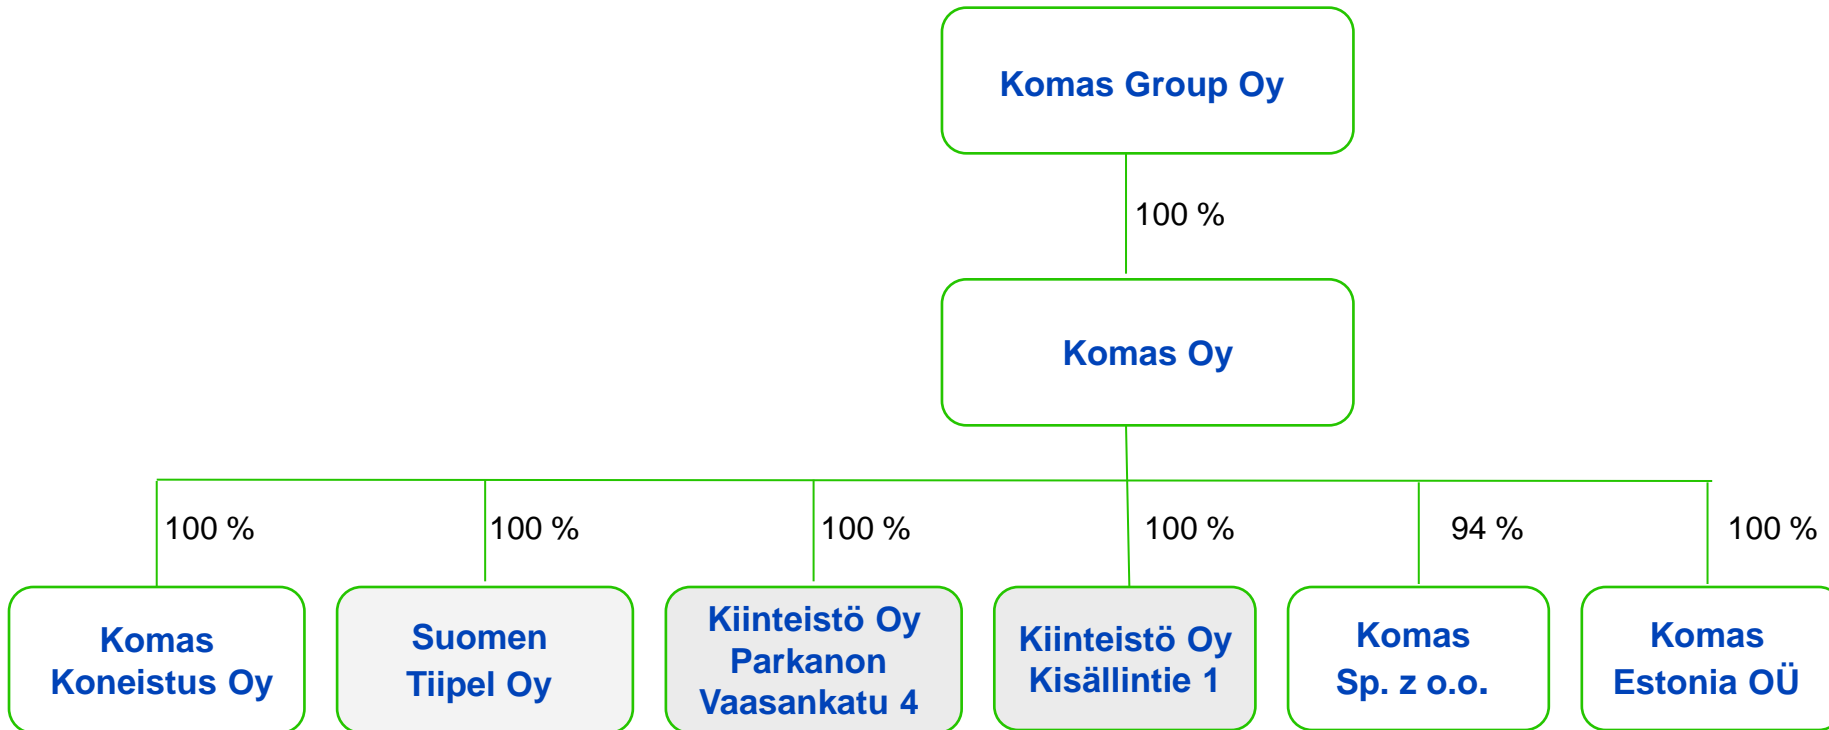 Komas Group Oy
100 %
Komas Oy
100 %
100 %
100 %
100 %
94 %
100 %
Komas
Koneistus Oy
Suomen
Tiipel Oy
Kiinteistö Oy
Parkanon
Vaasankatu 4
Kiinteistö Oy
Kisällintie 1
Komas
Sp. z o.o.
Komas
Estonia OÜ